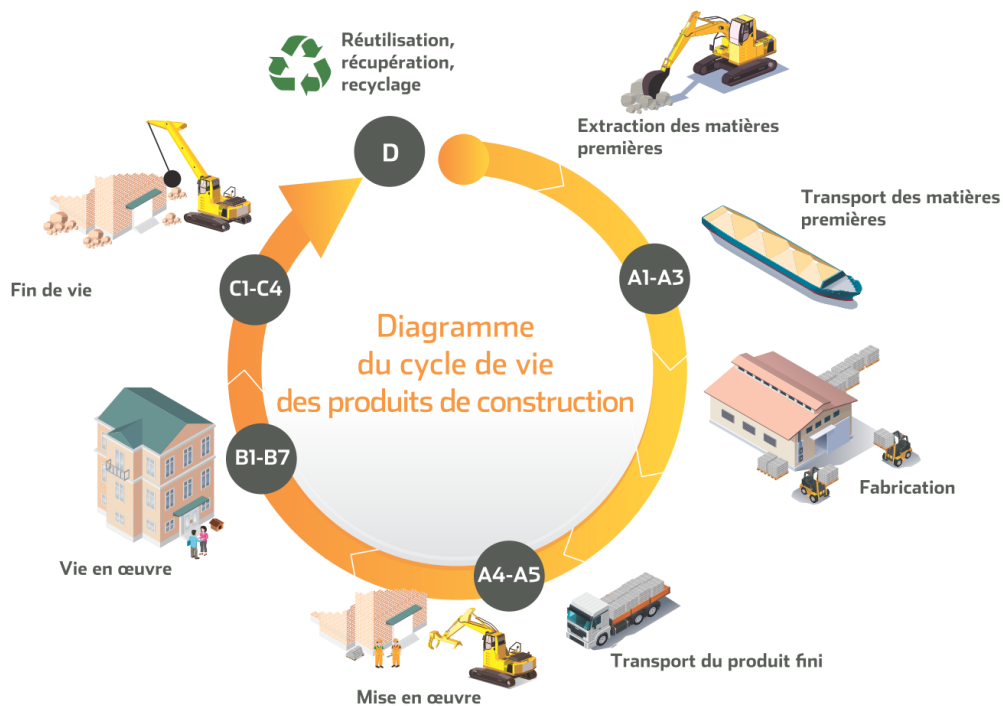 Réutilisation,
récupération,
recyclage
D
Extraction des matières
premières
Transport des matières
premières
A1-A3
C1-C4
Fin de vie
Diagramme
du cycle de vie
des produits de construction
B1-B7
Fabrication
Vie en œuvre
A4-A5
Transport du produit fini
Mise en œuvre